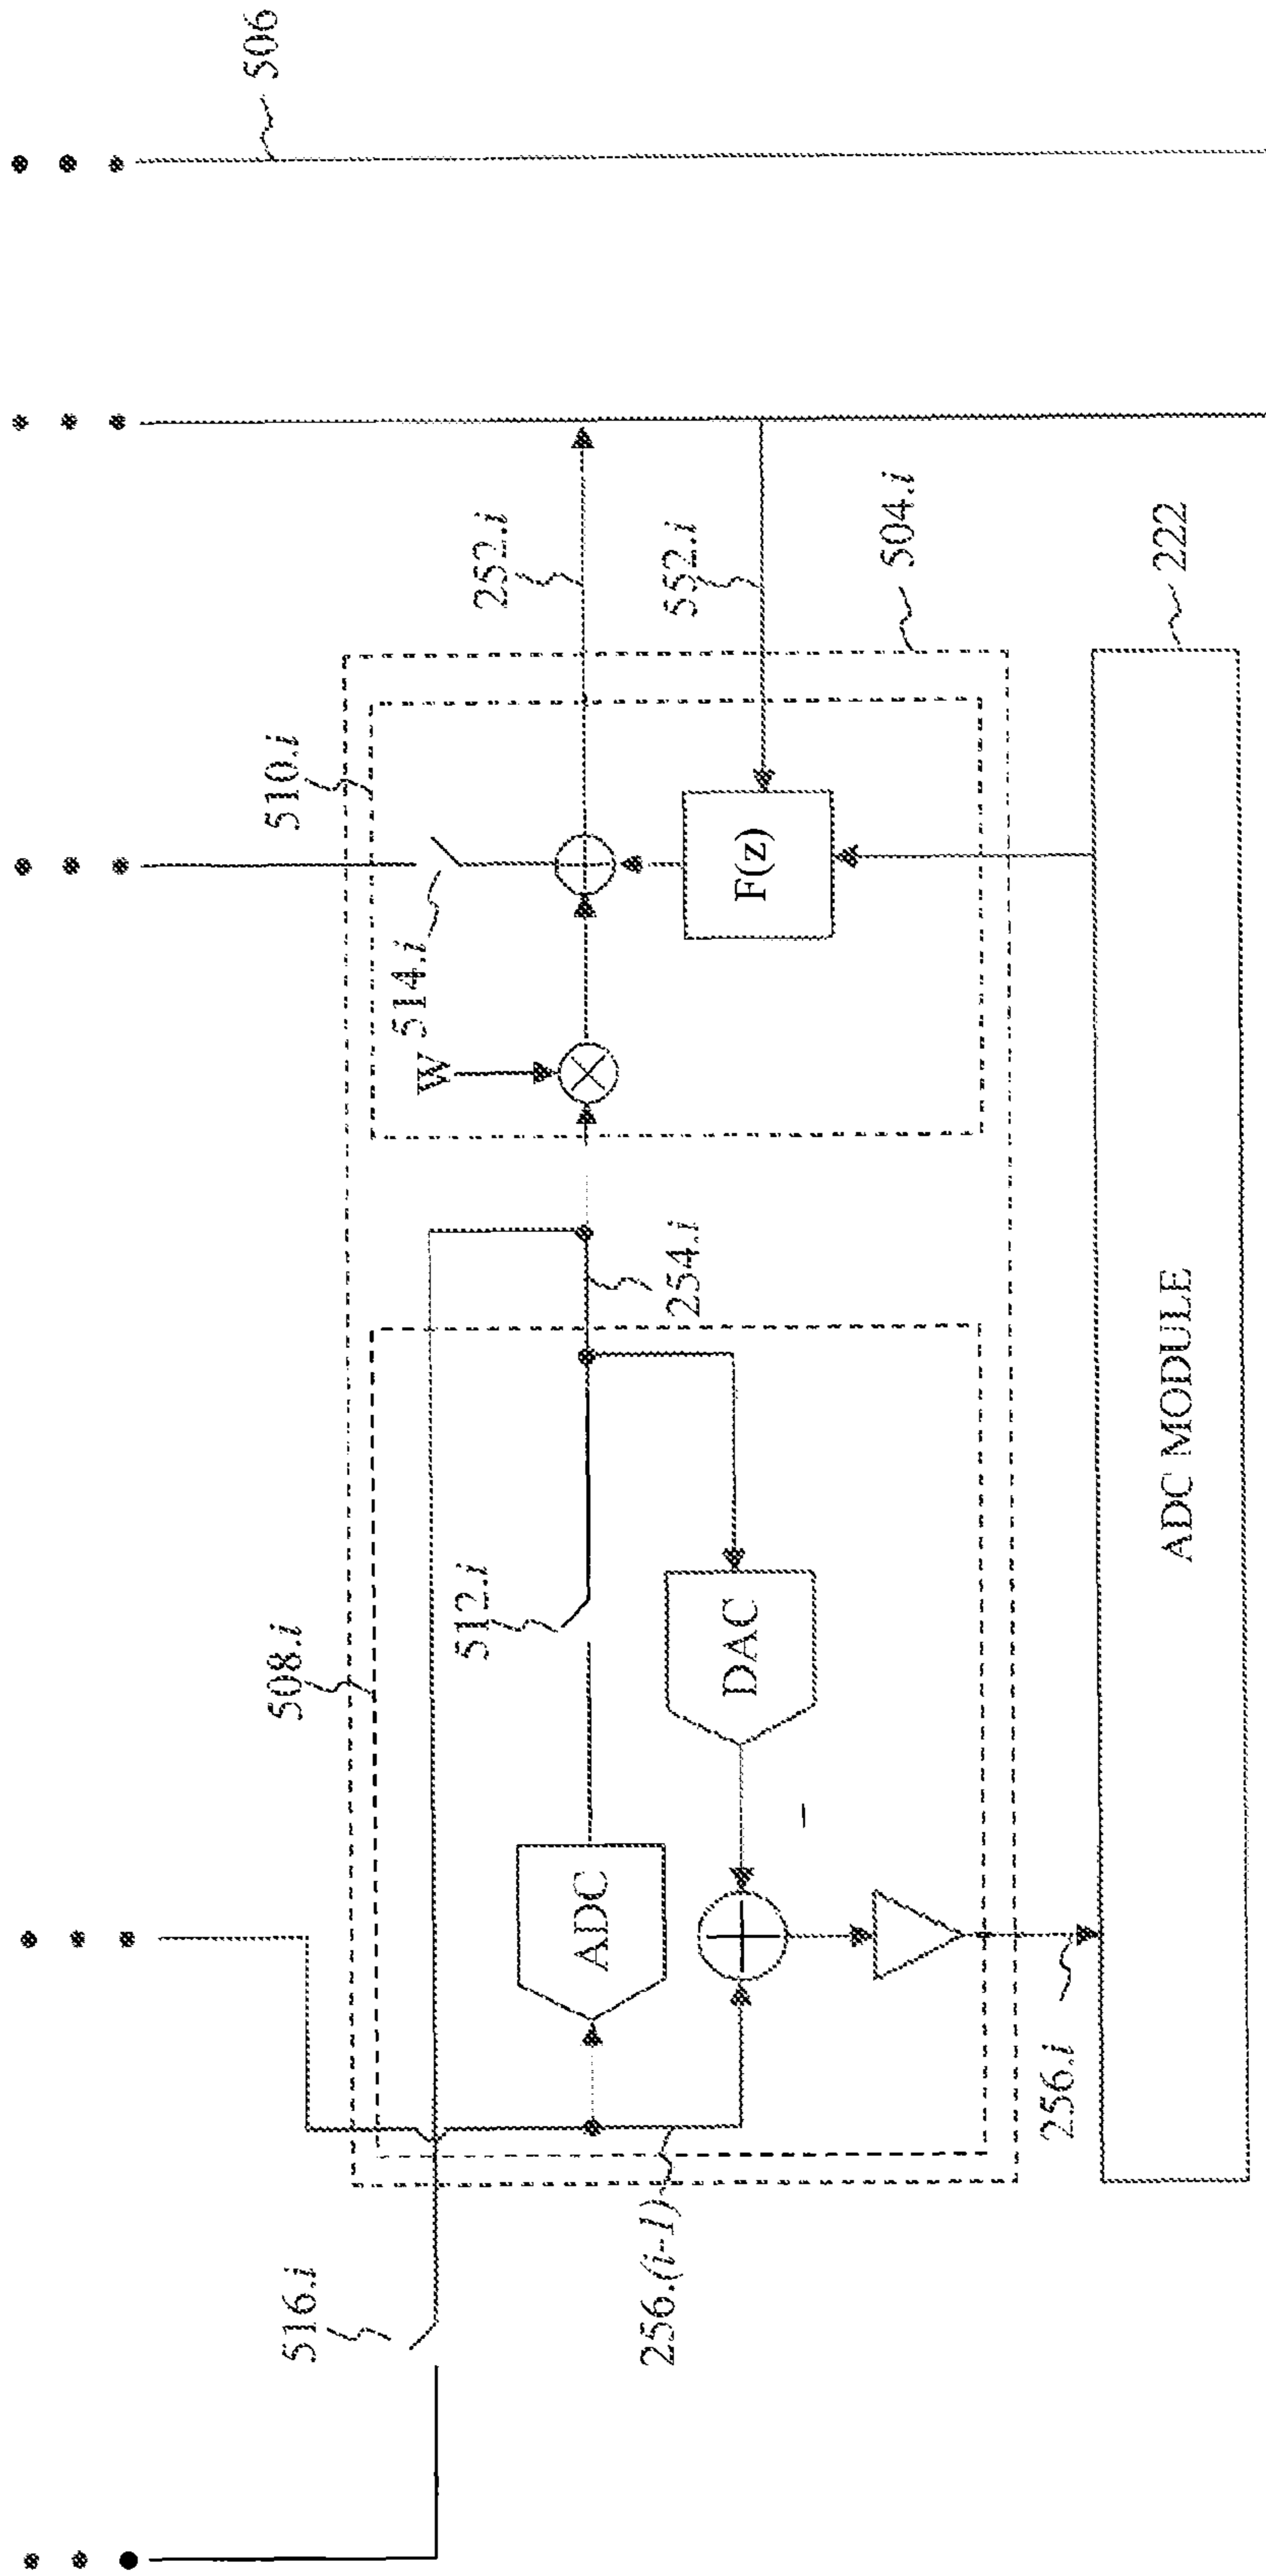 506
252.i
552.i
504.i
222
510.i
514.i
W
F(z)
254.i
508.i
512.i
ADC
DAC
-
ADC MODULE
516.i
256.(i-1)
256.i